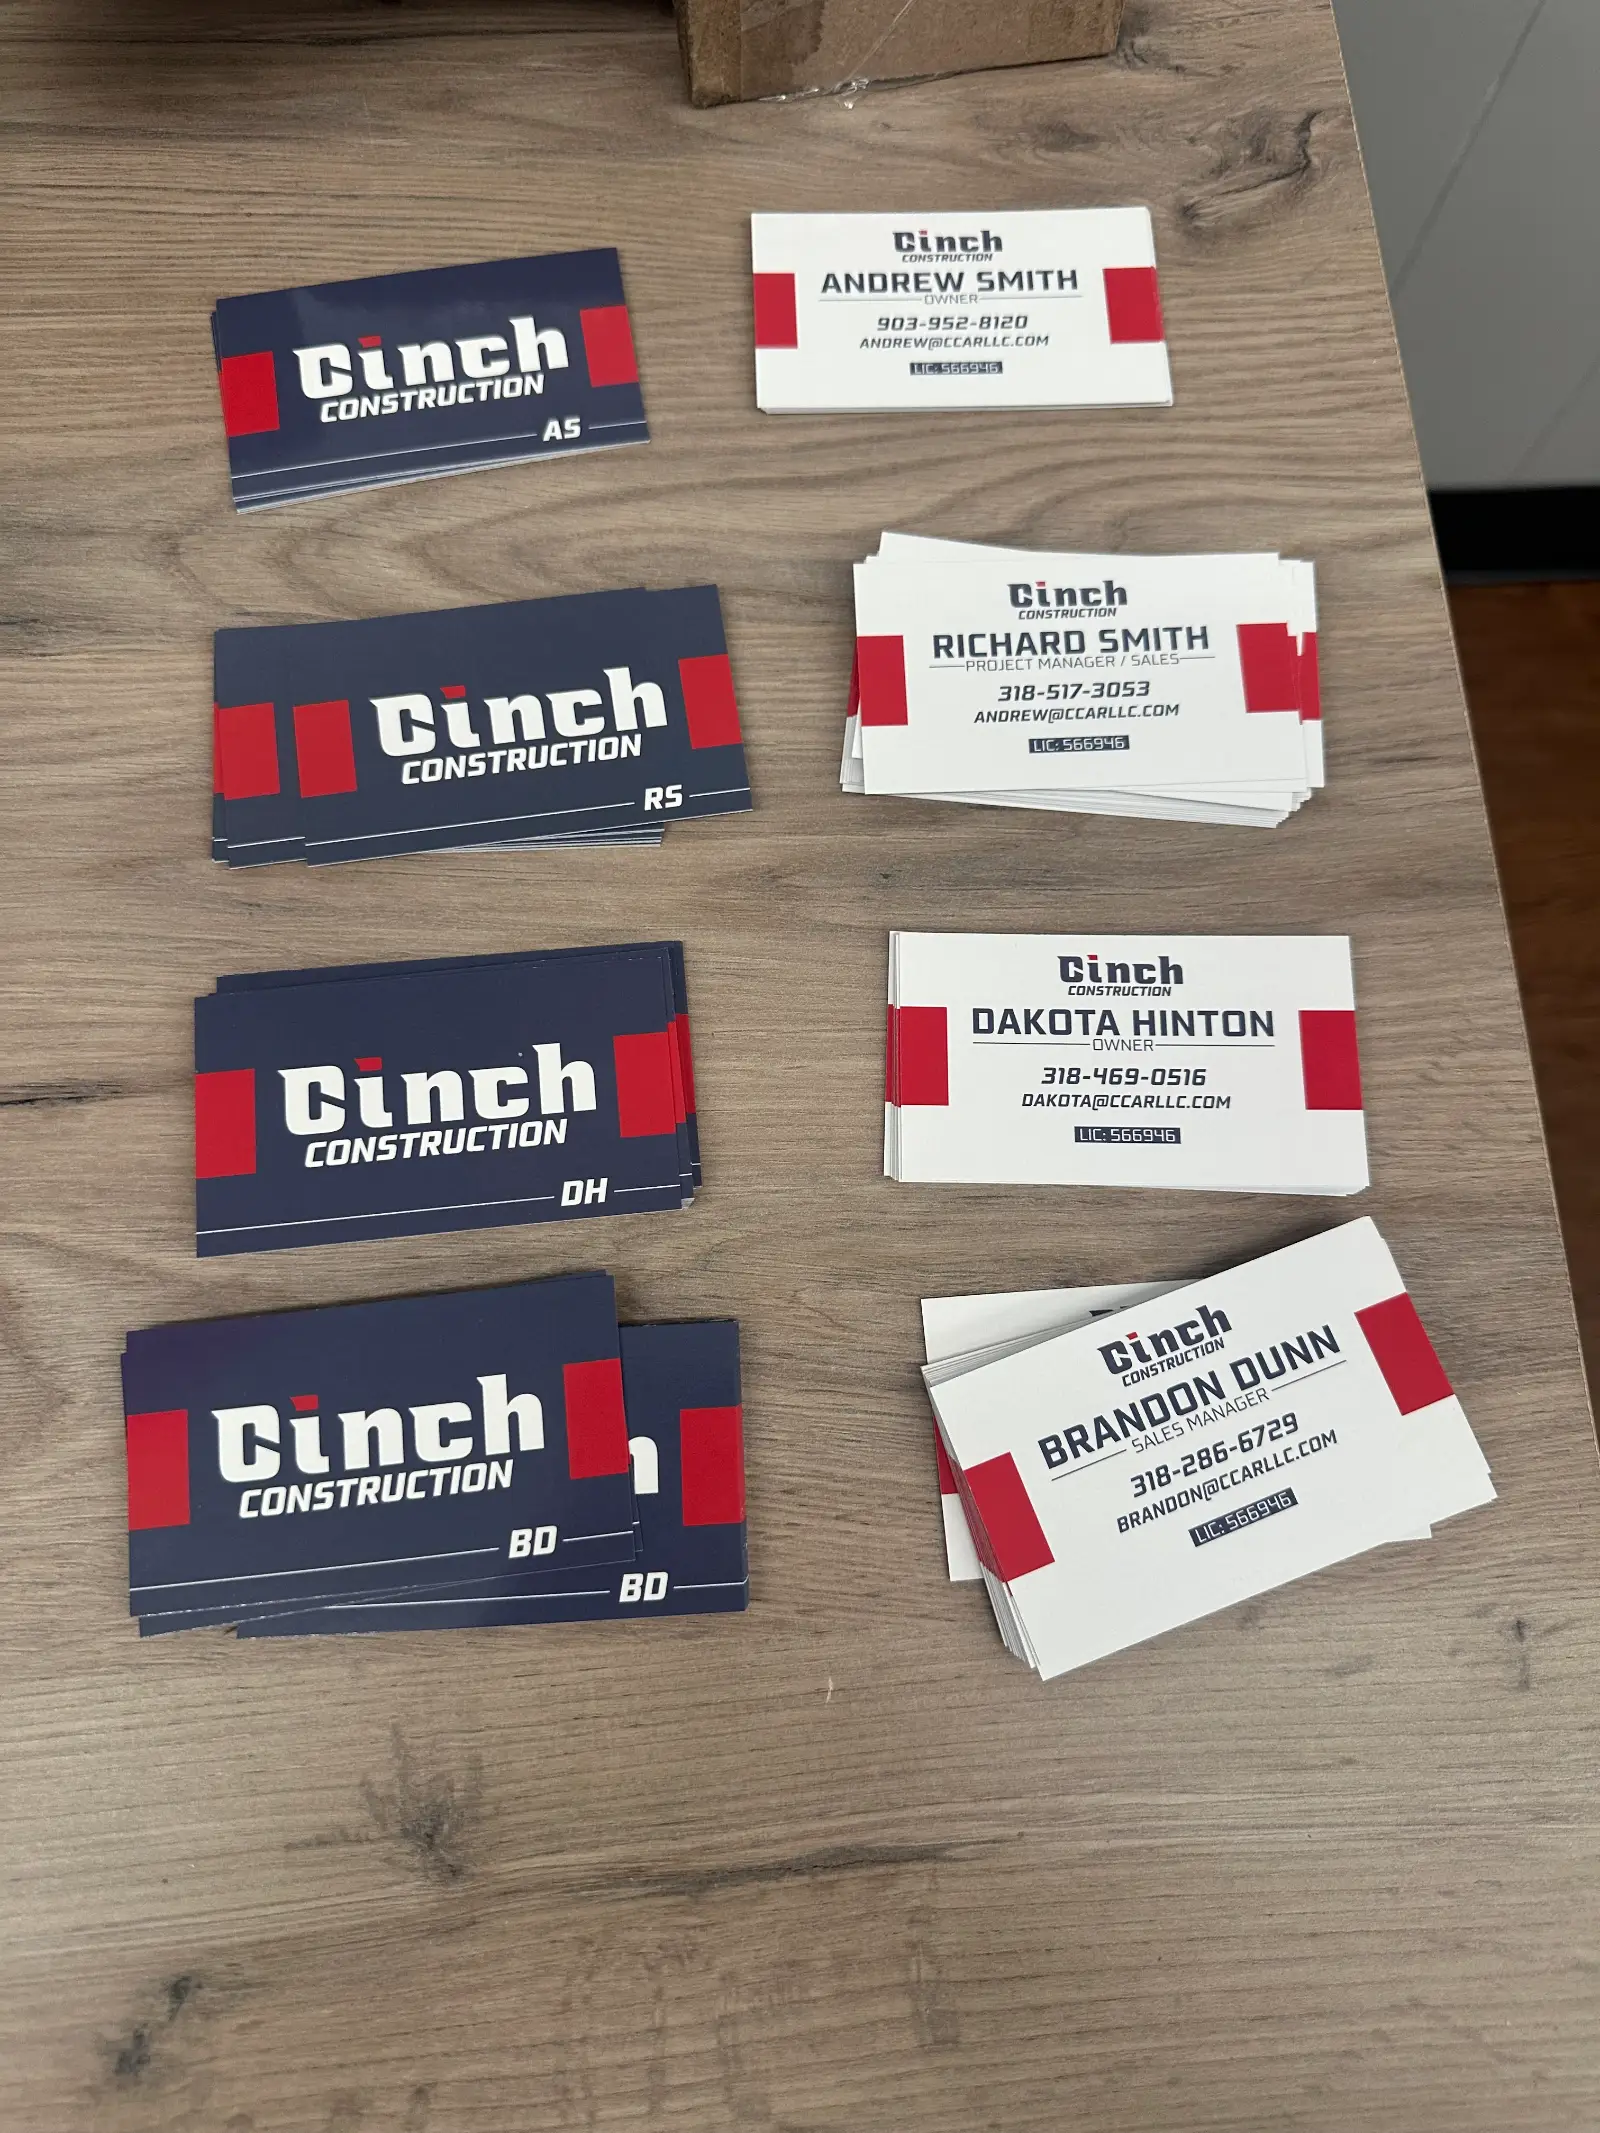 Cinch
CONSTRUCTION
AS
Cinch
CONSTRUCTION
ANDREW SMITH
OWNER
903-952-8120
ANDREW@CCARLLC.COM
LIC: 566946
Cinch
CONSTRUCTION
RS
Cinch
CONSTRUCTION
RICHARD SMITH
PROJECT MANAGER / SALES
318-517-3053
ANDREW@CCARLLC.COM
LIC: 566946
Cinch
CONSTRUCTION
DH
Cinch
CONSTRUCTION
DAKOTA HINTON
OWNER
318-469-0516
DAKOTA@CCARLLC.COM
LIC: 566946
Cinch
CONSTRUCTION
BD
h
BD
Cinch
CONSTRUCTION
BRANDON DUNN
SALES MANAGER
318-286-6729
BRANDON@CCARLLC.COM
LIC: 566946